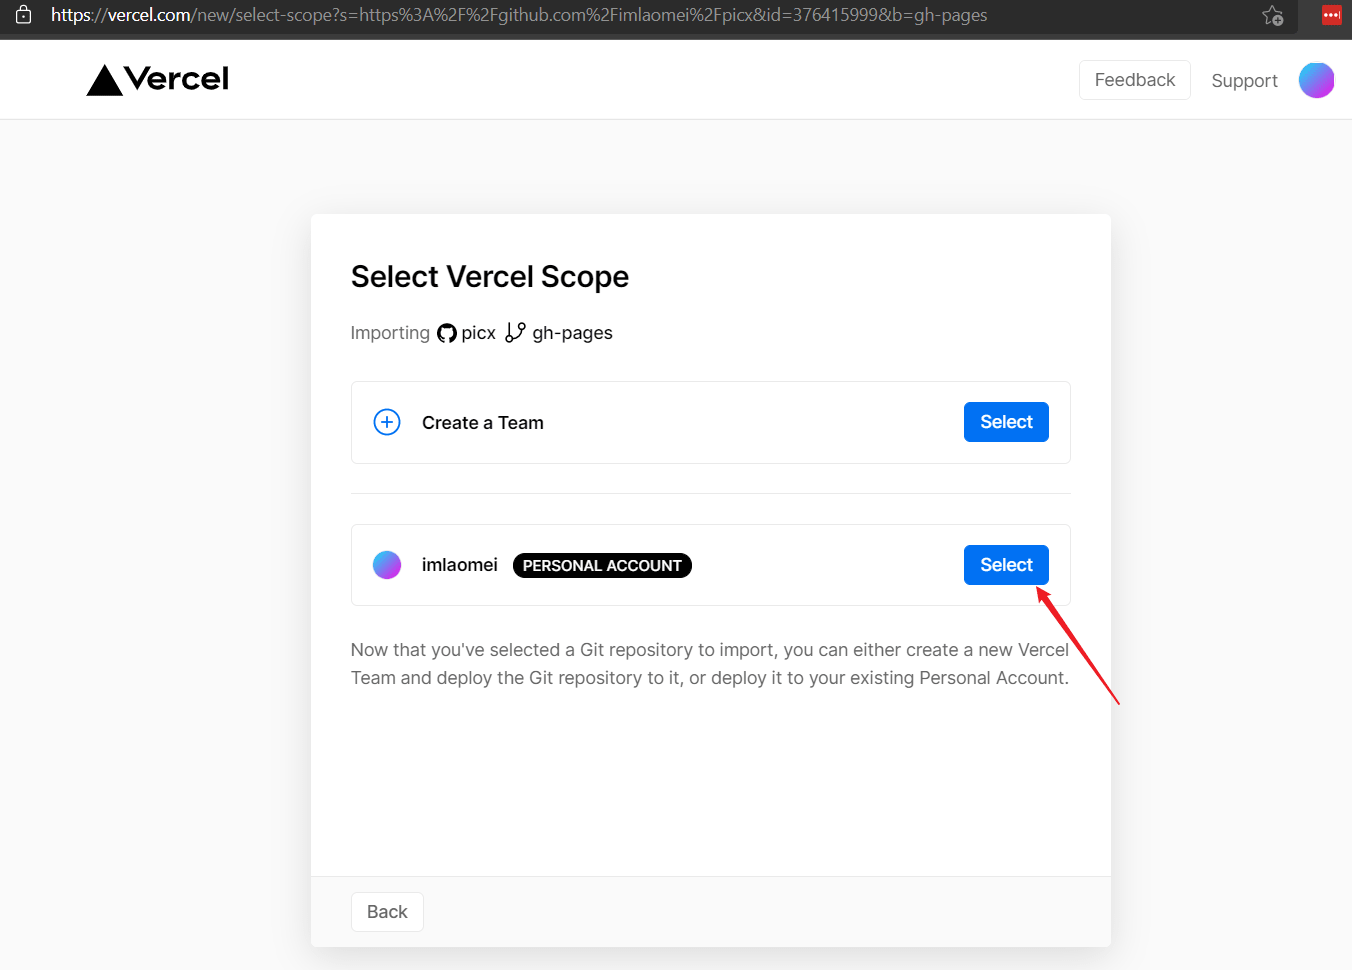 https://vercel.com/new/select-scope?s=https%3A%2F%2Fgithub.com%2Fimlaomei%2Fpicx&id=376415999&b=gh-pages
Vercel
Feedback
Support
Select Vercel Scope
Importing picx gh-pages
Create a Team
Select
imlaomei PERSONAL ACCOUNT
Select
Now that you've selected a Git repository to import, you can either create a new Vercel
Team and deploy the Git repository to it, or deploy it to your existing Personal Account.
Back